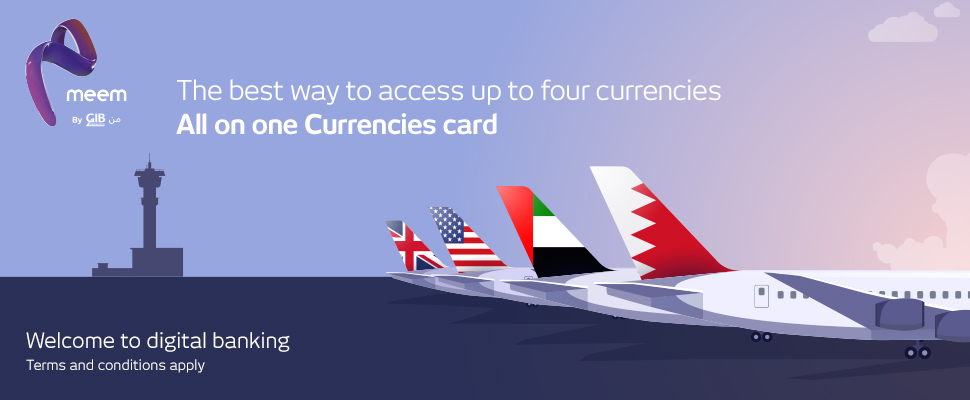 meem
By GIB من
The best way to access up to four currencies
All on one Currencies card
Welcome to digital banking
Terms and conditions apply